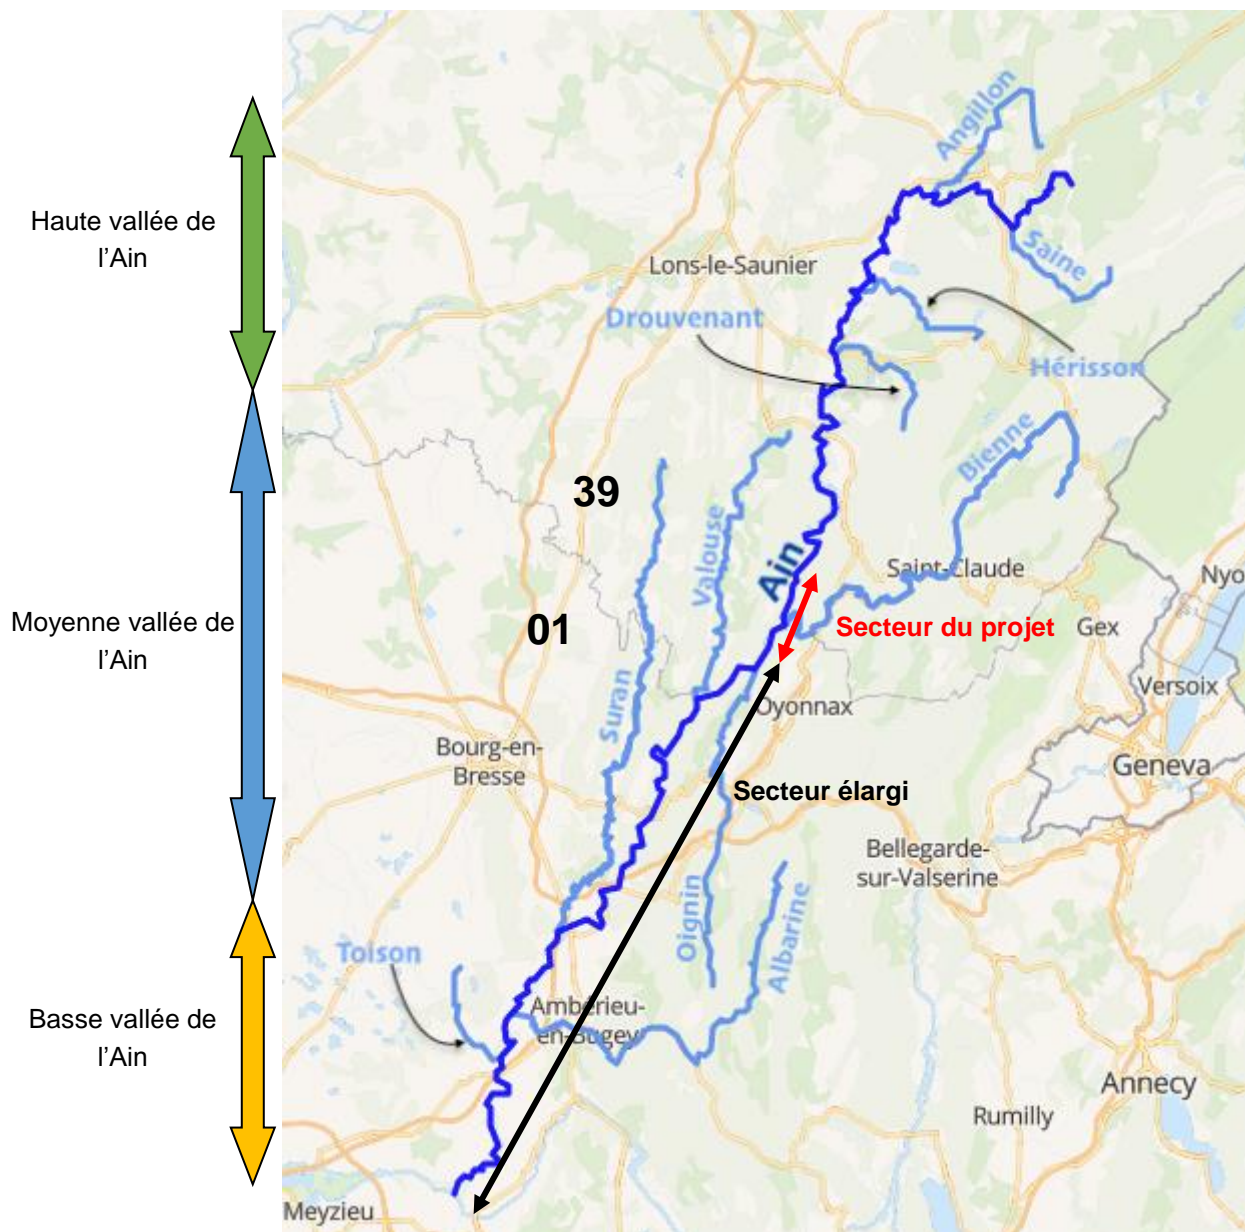 Angillon
Haute vallée de
l'Ain
Saine
Lons-le-Saunier
Drouvenant
Hérisson
Bienne
39
Valouse
Ain
Saint-Claude
Nyo
Moyenne vallée de
l'Ain
01
Secteur du projet
Gex
Suran
Versoix
Oyonnax
Bourg-en-
Bresse
Geneva
Secteur élargi
Bellegarde-
sur-Valserine
Oignin
Albarine
Toison
Basse vallée de
l'Ain
Ambérieu-
en-Bugey
Annecy
Rumilly
Meyzieu